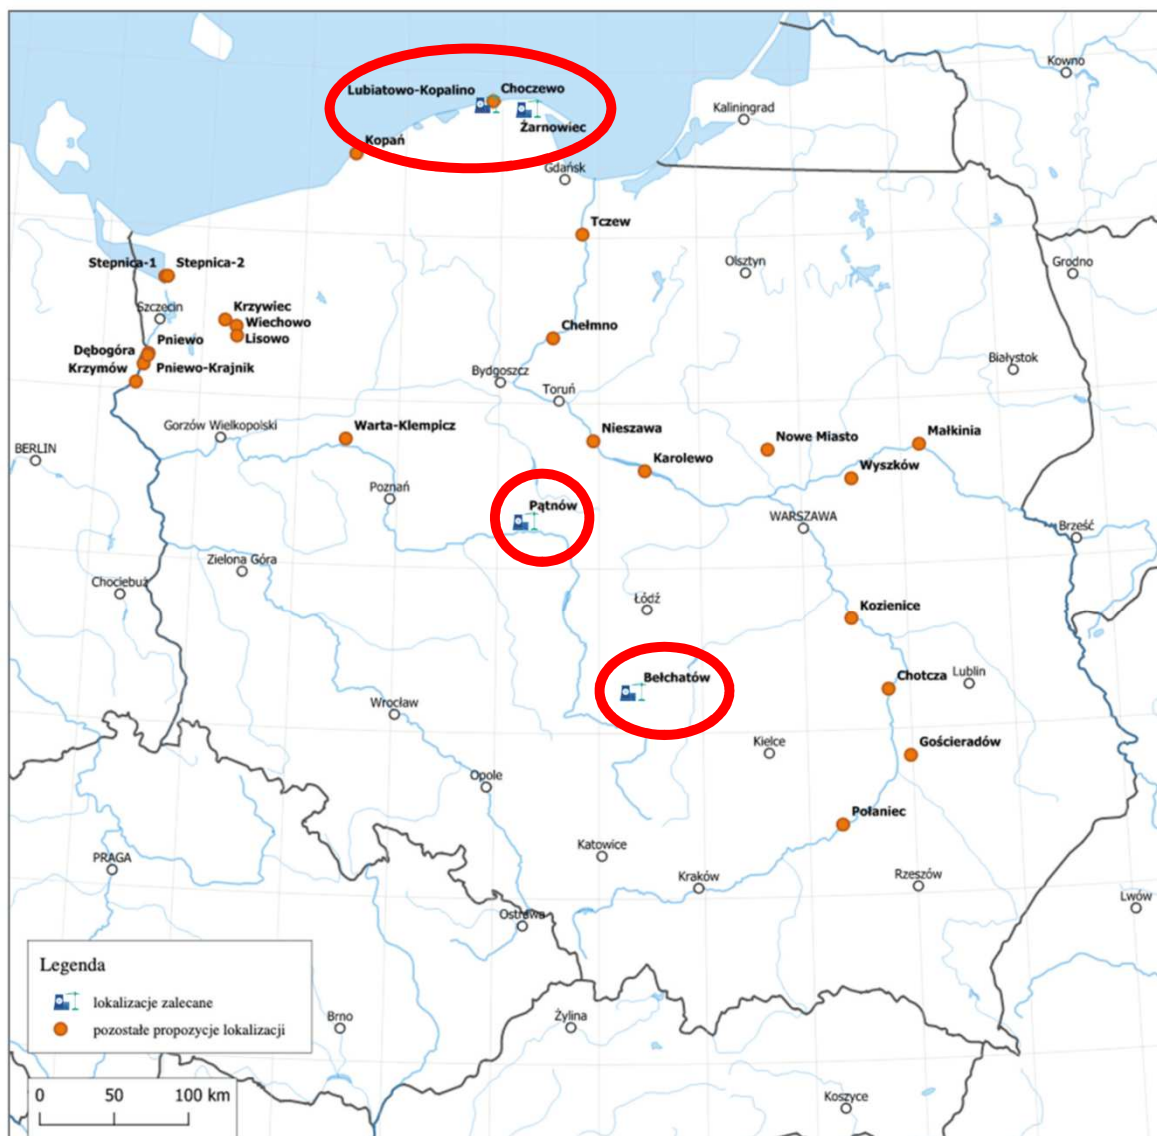 Kowno
Lubiatowo-Kopalino
Choczewo
Kaliningrad
Żarnowiec
Kopań
Gdańsk
Tczew
Stepnica-1
Stepnica-2
Olsztyn
Grodno
Szczecin
Krzywiec
Wiechowo
Lisowo
Pniewo
Dębogóra
Krzymów
Pniewo-Krajnik
Chełmno
Białystok
Bydgoszcz
Toruń
Gorzów Wielkopolski
Warta-Klempicz
Nieszawa
Nowe Miasto
Małkinia
BERLIN
Karolewo
Wyszków
Poznań
Pątnów
WARSZAWA
Brześć
Zielona Góra
Chociebuż
Łódź
Kozienice
Bełchatów
Chotcza
Lublin
Wrocław
Kielce
Gościeradów
Opole
Połaniec
Katowice
PRAGA
Kraków
Rzeszów
Lwów
Ostrawa
Legenda
lokalizacje zalecane
pozostałe propozycje lokalizacji
Brno
Żylina
Koszyce
0 50 100 km